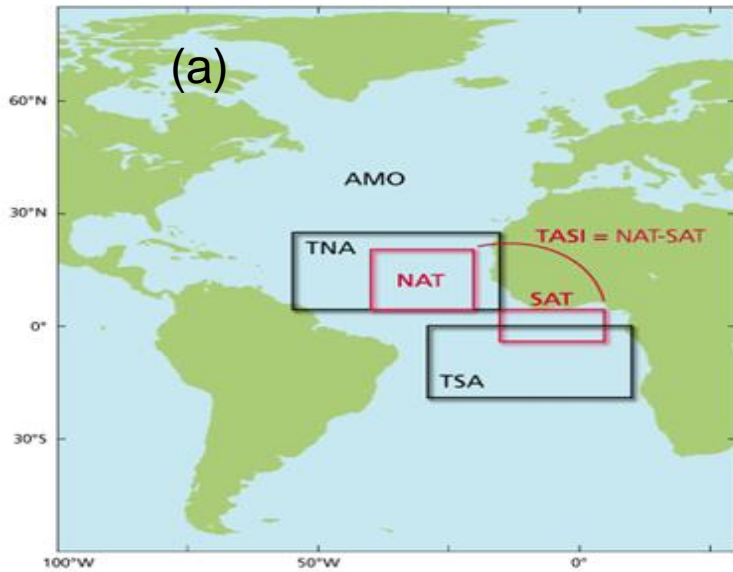 (a)
60°N
AMO
30°N
TNA
TASI = NAT-SAT
NAT
SAT
0°
TSA
30°S
100°W
50°W
0°